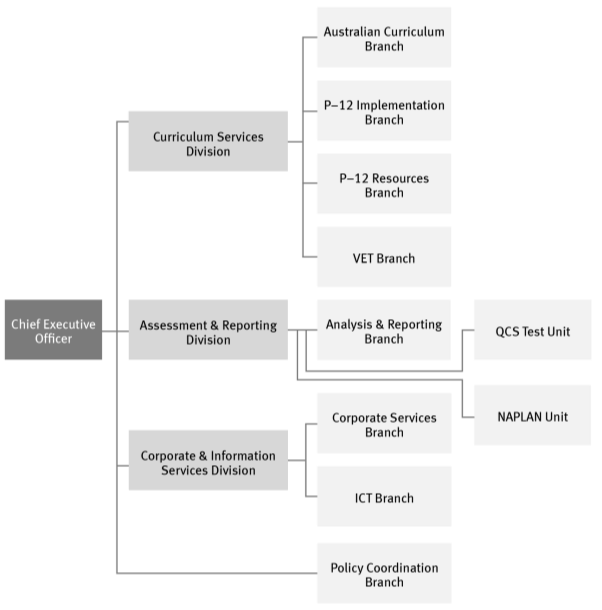 Chief Executive
Officer
Curriculum Services
Division
Australian Curriculum
Branch
P–12 Implementation
Branch
P–12 Resources
Branch
VET Branch
Assessment & Reporting
Division
Analysis & Reporting
Branch
QCS Test Unit
NAPLAN Unit
Corporate & Information
Services Division
Corporate Services
Branch
ICT Branch
Policy Coordination
Branch